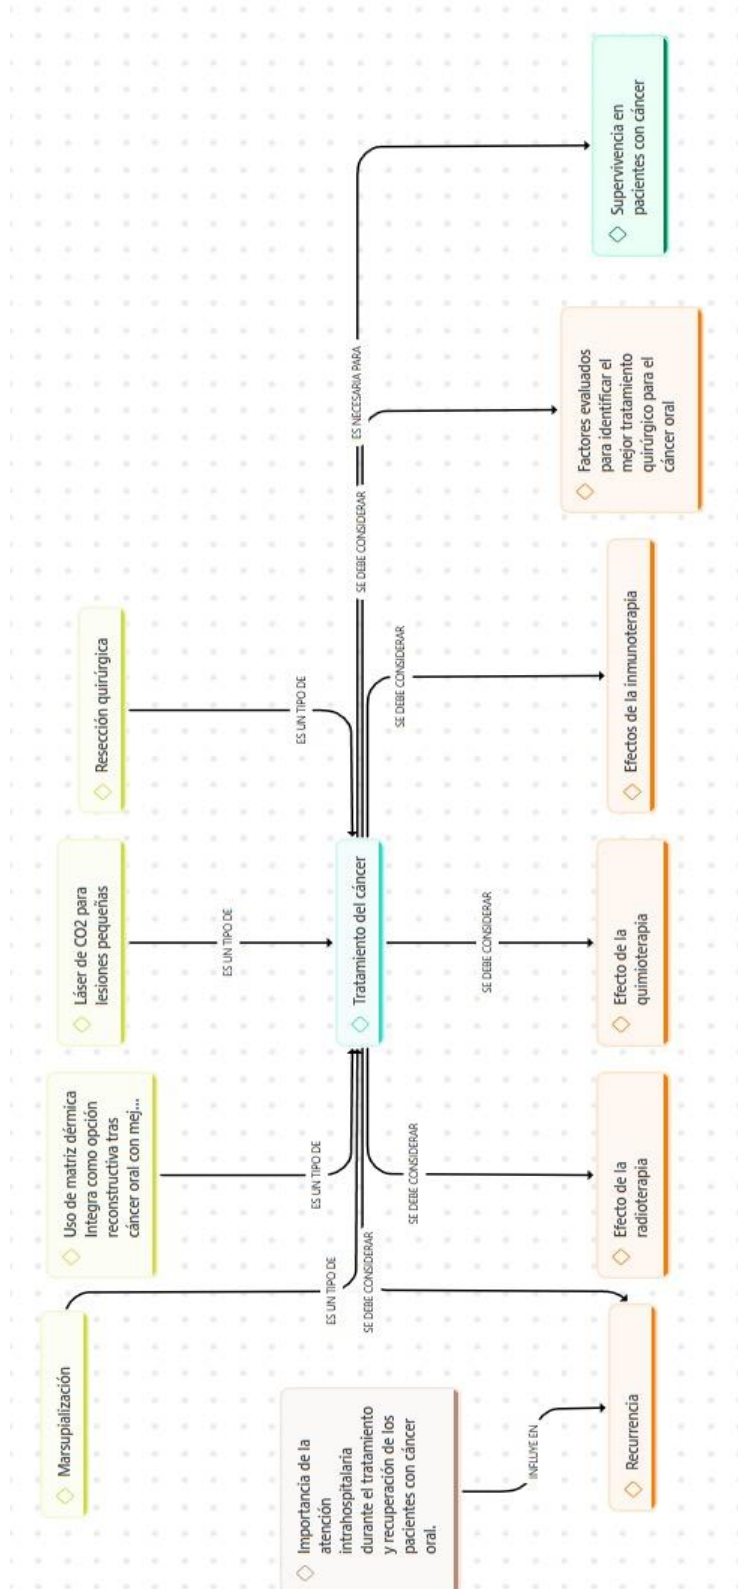 Marsupialización
Uso de matriz dérmica
Integra como opción
reconstructiva tras
cáncer oral con mej...
Láser de CO2 para
lesiones pequeñas
Resección quirúrgica
ES UN TIPO DE
ES UN TIPO DE
ES UN TIPO DE
ES UN TIPO DE
Importancia de la
atención
intrahospitalaria
durante el tratamiento
y recuperación de los
pacientes con cáncer
oral.
Tratamiento del cáncer
SE DEBE CONSIDERAR
SE DEBE CONSIDERAR
SE DEBE CONSIDERAR
SE DEBE CONSIDERAR
SE DEBE CONSIDERAR
ES NECESARIA PARA
INFLUYE EN
Recurrencia
Efecto de la
radioterapia
Efecto de la
quimioterapia
Efectos de la inmunoterapia
Factores evaluados
para identificar el
mejor tratamiento
quirúrgico para el
cáncer oral
Supervivencia en
pacientes con cáncer